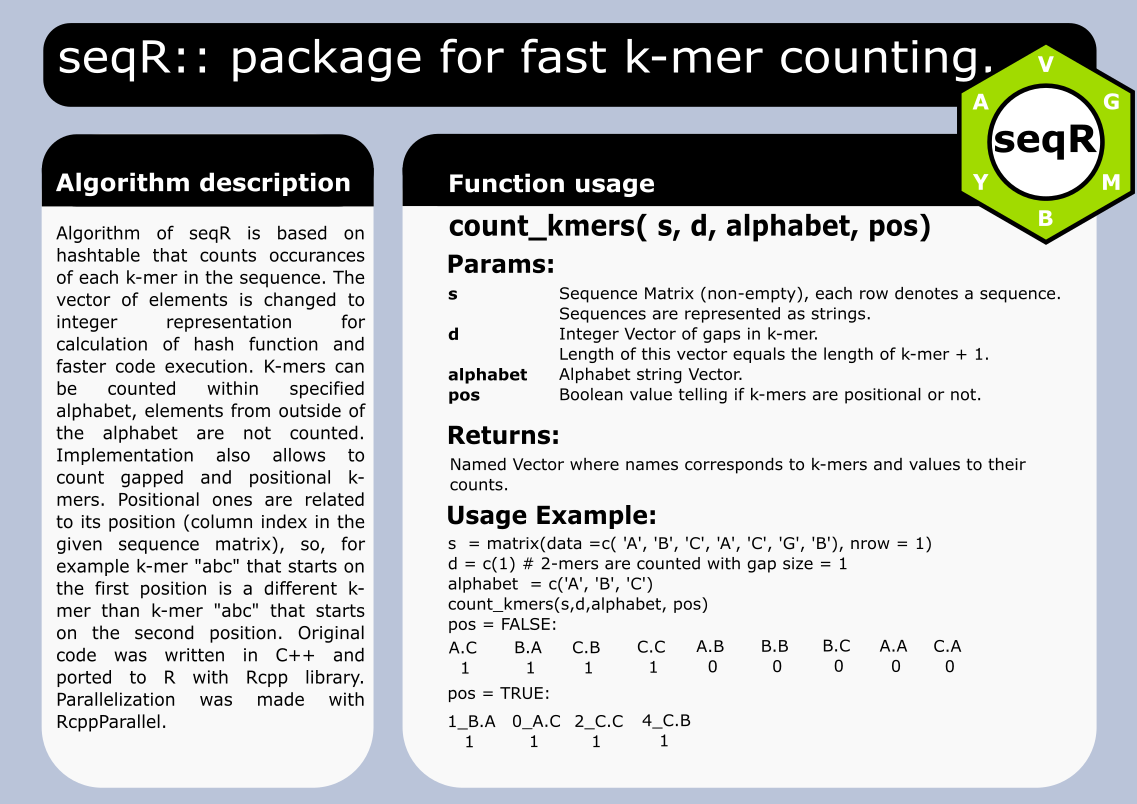 seqR:: package for fast k-mer counting.
V
A
G
seqR
Y
M
B
Algorithm description
Algorithm of seqR is based on
hashtable that counts occurances
of each k-mer in the sequence. The
vector of elements is changed to
integer representation for
calculation of hash function and
faster code execution. K-mers can
be counted within specified
alphabet, elements from outside of
the alphabet are not counted.
Implementation also allows to
count gapped and positional k-
mers. Positional ones are related
to its position (column index in the
given sequence matrix), so, for
example k-mer "abc" that starts on
the first position is a different k-
mer than k-mer "abc" that starts
on the second position. Original
code was written in C++ and
ported to R with Rcpp library.
Parallelization was made with
RcppParallel.
Function usage
count_kmers( s, d, alphabet, pos)
Params:
s Sequence Matrix (non-empty), each row denotes a sequence.
Sequences are represented as strings.
d Integer Vector of gaps in k-mer.
Length of this vector equals the length of k-mer + 1.
alphabet Alphabet string Vector.
pos Boolean value telling if k-mers are positional or not.
Returns:
Named Vector where names corresponds to k-mers and values to their
counts.
Usage Example:
s  = matrix(data =c( 'A', 'B', 'C', 'A', 'C', 'G', 'B'), nrow = 1)
d = c(1) # 2-mers are counted with gap size = 1
alphabet  = c('A', 'B', 'C')
count_kmers(s,d,alphabet, pos)
pos = FALSE:
A.C B.A C.B C.C A.B B.B B.C A.A C.A
1 1 1 1 0 0 0 0 0
pos = TRUE:
1_B.A 0_A.C 2_C.C 4_C.B
1 1 1 1